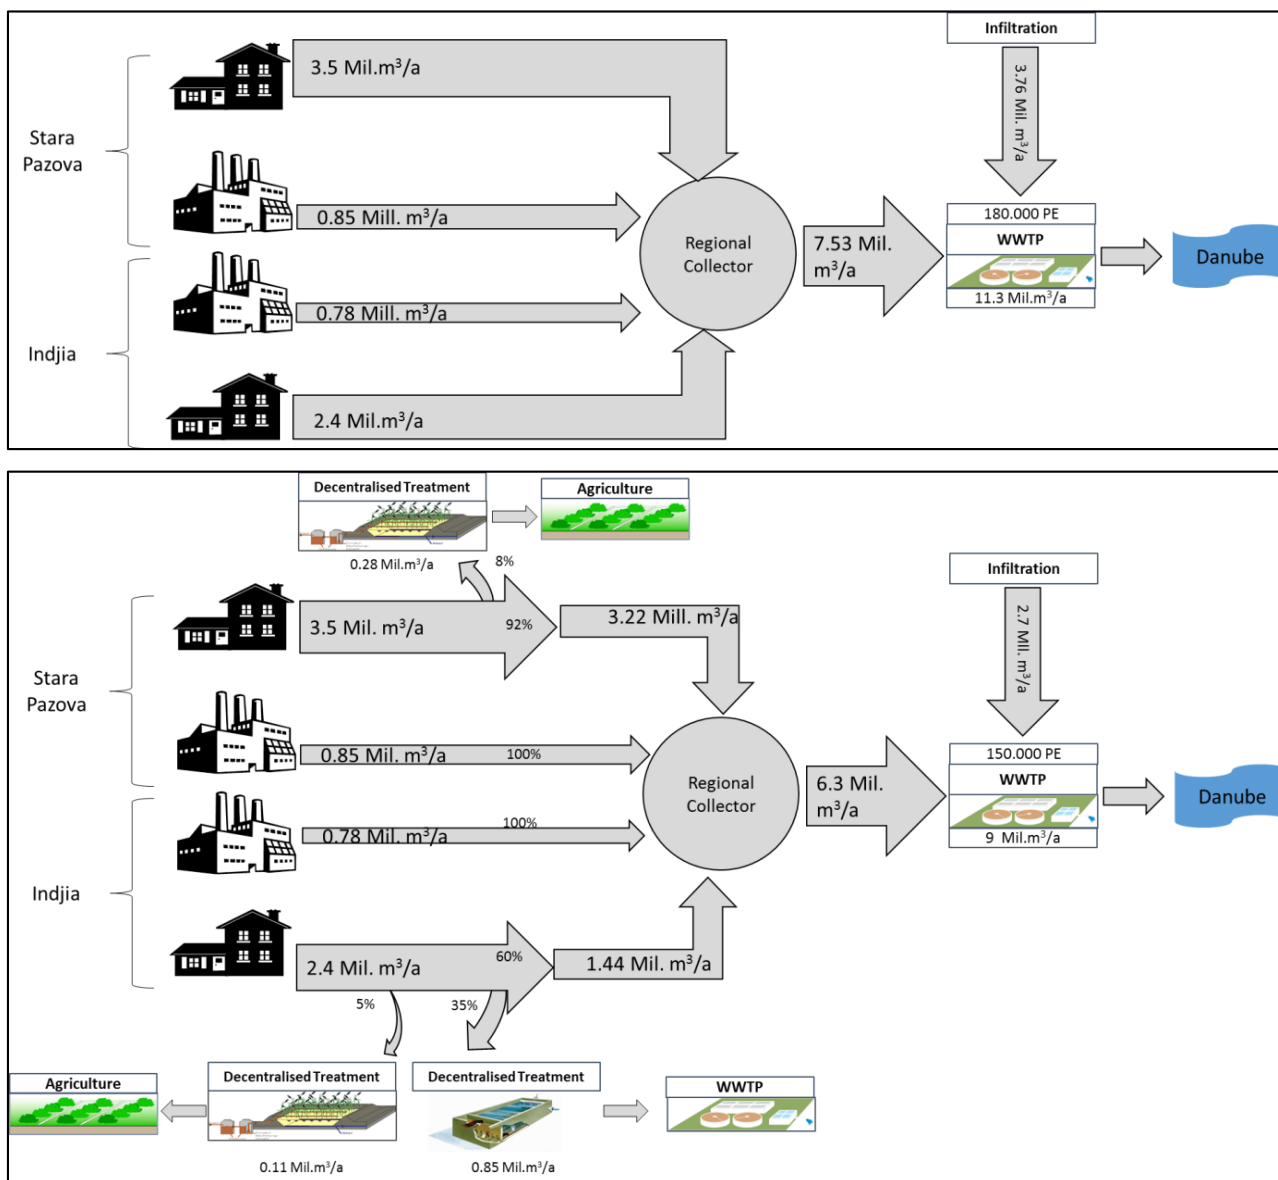 Infiltration
3.5 Mil.m³/a
3.76 Mil. m³/a
Stara
Pazova
0.85 Mill. m³/a
180.000 PE
WWTP
Regional
Collector
7.53 Mil.
m³/a
Danube
11.3 Mil.m³/a
0.78 Mill. m³/a
Indjia
2.4 Mil.m³/a
Decentralised Treatment
Agriculture
0.28 Mil.m³/a
8%
Infiltration
3.5 Mil. m³/a
92%
3.22 Mill. m³/a
2.7 Mll. m³/a
Stara
Pazova
0.85 Mil. m³/a
100%
150.000 PE
WWTP
Regional
Collector
6.3 Mil.
m³/a
Danube
9 Mil.m³/a
0.78 Mil. m³/a
100%
Indjia
2.4 Mil. m³/a
60%
1.44 Mil. m³/a
5%
35%
Agriculture
Decentralised Treatment
Decentralised Treatment
WWTP
0.11 Mil.m³/a
0.85 Mil.m³/a